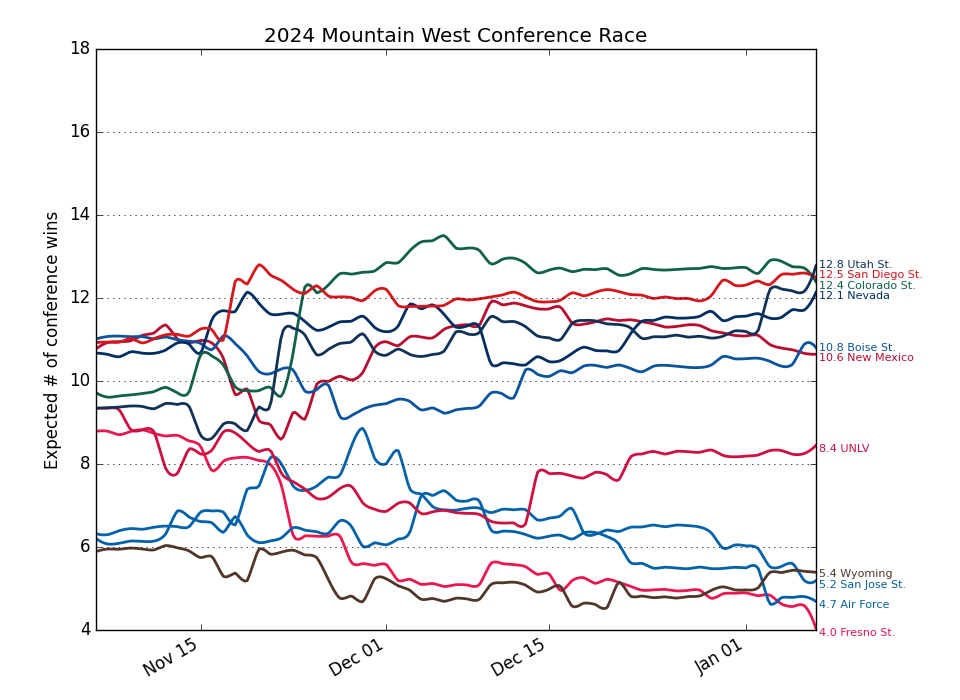 2024 Mountain West Conference Race
Expected # of conference wins
18
16
14
12
10
8
6
4
Nov 15
Dec 01
Dec 15
Jan 01
12.8 Utah St.
12.5 San Diego St.
12.4 Colorado St.
12.1 Nevada
10.8 Boise St.
10.6 New Mexico
8.4 UNLV
5.4 Wyoming
5.2 San Jose St.
4.7 Air Force
4.0 Fresno St.